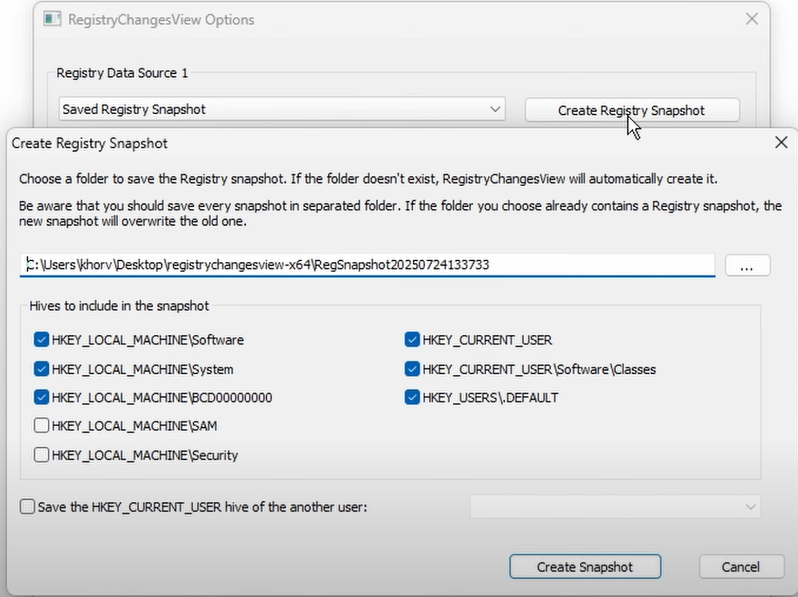 RegistryChangesView Options
Registry Data Source 1
Saved Registry Snapshot
Create Registry Snapshot
Create Registry Snapshot
Choose a folder to save the Registry snapshot. If the folder doesn't exist, RegistryChangesView will automatically create it.
Be aware that you should save every snapshot in separated folder. If the folder you choose already contains a Registry snapshot, the
new snapshot will overwrite the old one.
C:\Users\khorv\Desktop\registrychangesview-x64\RegSnapshot20250724133733
...
Hives to include in the snapshot
HKEY_LOCAL_MACHINE\Software
HKEY_CURRENT_USER
HKEY_LOCAL_MACHINE\System
HKEY_CURRENT_USER\Software\Classes
HKEY_LOCAL_MACHINE\BCD00000000
HKEY_USERS\.DEFAULT
HKEY_LOCAL_MACHINE\SAM
HKEY_LOCAL_MACHINE\Security
Save the HKEY_CURRENT_USER hive of the another user:
Create Snapshot
Cancel